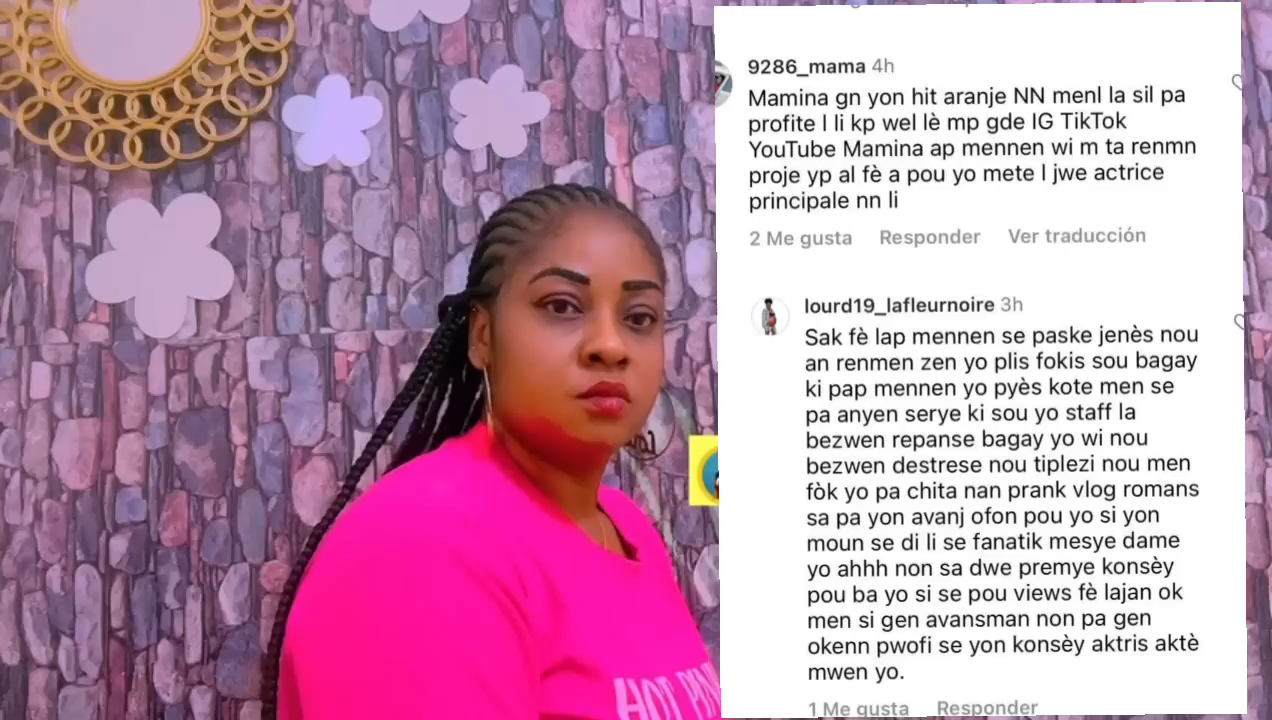 9286_mama 4h
Mamina gn yon hit aranje NN menl la sil pa
profite l li kp wel lè mp gde IG TikTok
YouTube Mamina ap mennen wi m ta renmn
proje yp al fè a pou yo mete l jwe actrice
principale nn li
2 Me gusta Responder Ver traducción
lourd19_lafleurnoire 3h
Sak fè lap mennen se paske jenès nou
an renmen zen yo plis fokis sou bagay
ki pap mennen yo pyès kote men se
pa anyen serye ki sou yo staff la
bezwen repanse bagay yo wi nou
bezwen destrese nou tiplezi nou men
fòk yo pa chita nan prank vlog romans
sa pa yon avanj ofon pou yo si yon
moun se di li se fanatik mesye dame
yo ahhh non sa dwe premye konsèy
pou ba yo si se pou views fè lajan ok
men si gen avansman non pa gen
okenn pwofi se yon konsèy aktris aktè
mwen yo.
1 Me gusta Responder
HOT PIN